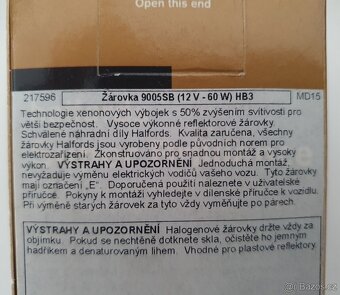 Open this end
217596 Žárovka 9005SB (12 V - 60 W) HB3 MD15
Technologie xenonových výbojek s 50% zvýšením svítivosti pro
větší bezpečnost. Vysoce výkonné reflektorové žárovky.
Schválené náhradní díly Halfords. Kvalita zaručena, všechny
žárovky Halfords jsou vyrobeny podle původních norem pro
elektrozařízení. Zkonstruováno pro snadnou montáž a vysoký
výkon. VÝSTRAHY A UPOZORNĚNÍ Jednoduchá montáž,
nevyžaduje výměnu elektrických vodičů vašeho vozu. Tyto žárovky
mají označení „E". Doporučená použití naleznete v uživatelské
příručce. Pokyny k montáži vyhledejte v dílenské příručce k vozidlu.
Při výměně starých žárovek za tyto vždy vyměňujte po párech.
VÝSTRAHY A UPOZORNĚNÍ Halogenové žárovky držte vždy za
objímku. Pokud se nechtěně dotknete skla, očistěte ho jemným
hadříkem a denaturovaným lihem. Vhodné pro plastové reflektory.
Bazos.cz